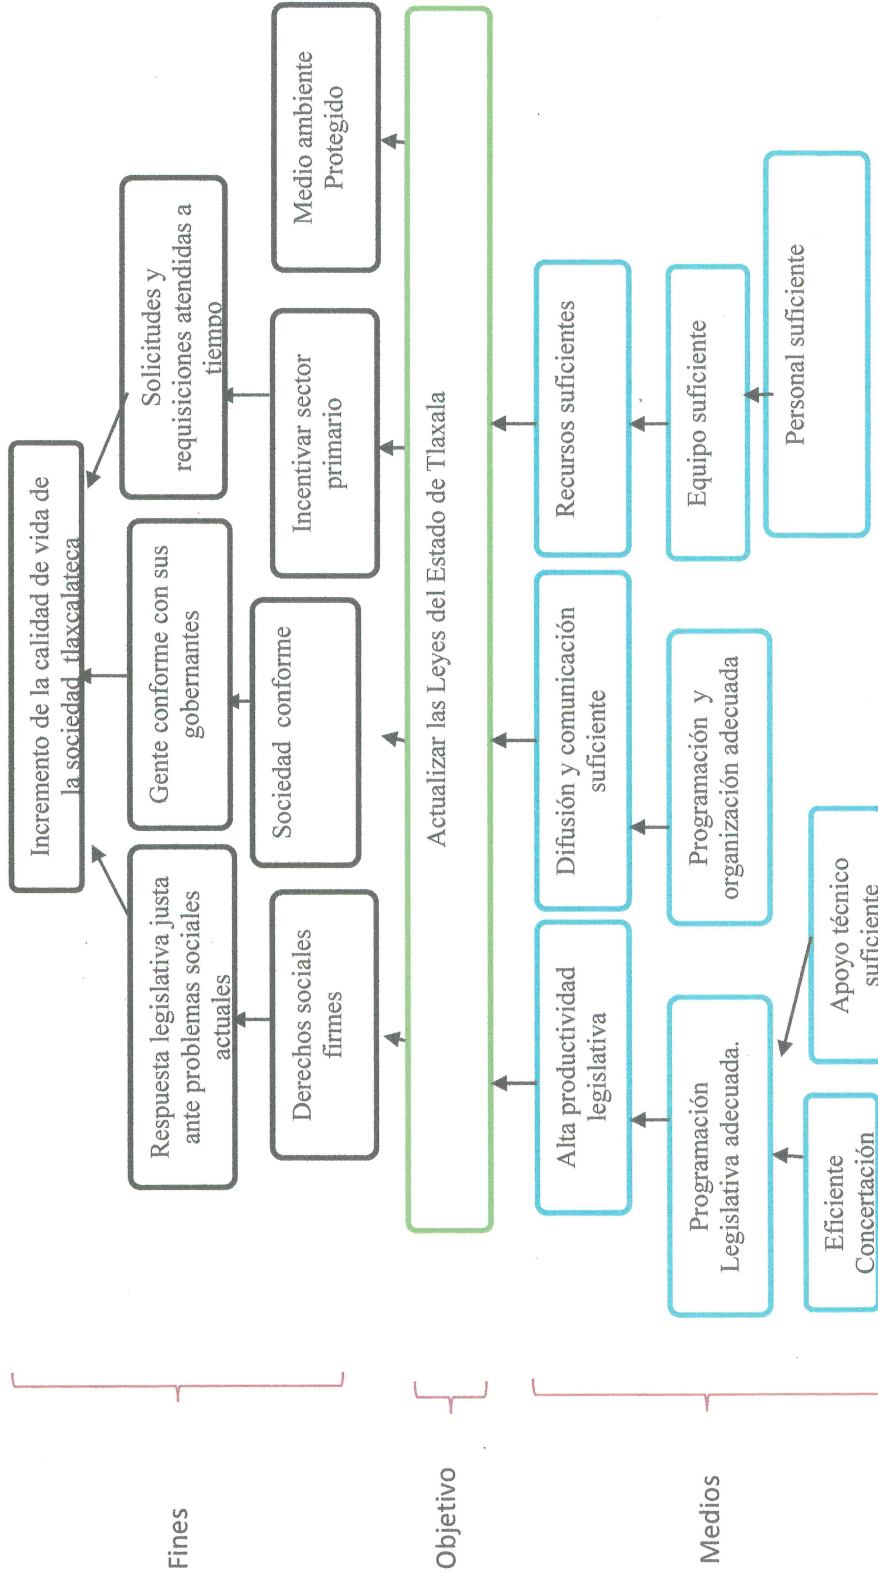 Fines
Incremento de la calidad de vida de
la sociedad tlaxcalateca
Respuesta legislativa justa
ante problemas sociales
actuales
Gente conforme con sus
gobernantes
Solicitudes y
requisiciones atendidas a
tiempo
Derechos sociales
firmes
Sociedad conforme
Incentivar sector
primario
Medio ambiente
Protegido
Objetivo
Actualizar las Leyes del Estado de Tlaxala
Medios
Alta productividad
legislativa
Difusión y comunicación
suficiente
Recursos suficientes
Programación
Legislativa adecuada.
Programación y
organización adecuada
Equipo suficiente
Eficiente
Concertación
Apoyo técnico
suficiente
Personal suficiente